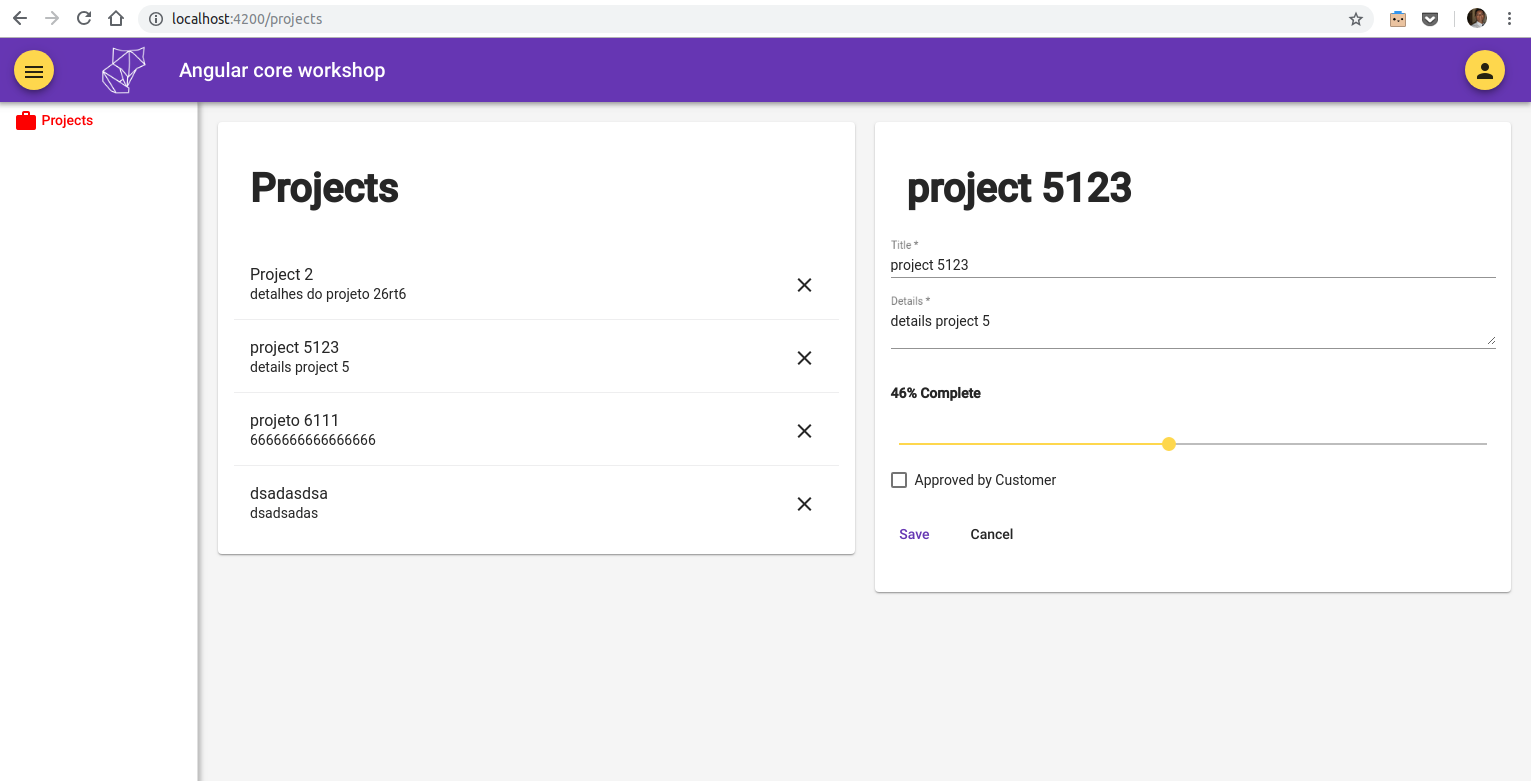 localhost:4200/projects
Angular core workshop
Projects
Projects
Project 2
detalhes do projeto 26rt6
project 5123
details project 5
projeto 6111
6666666666666666
dsadasdsa
dsadsadas
project 5123
Title *
project 5123
Details *
details project 5
46% Complete
Approved by Customer
Save Cancel